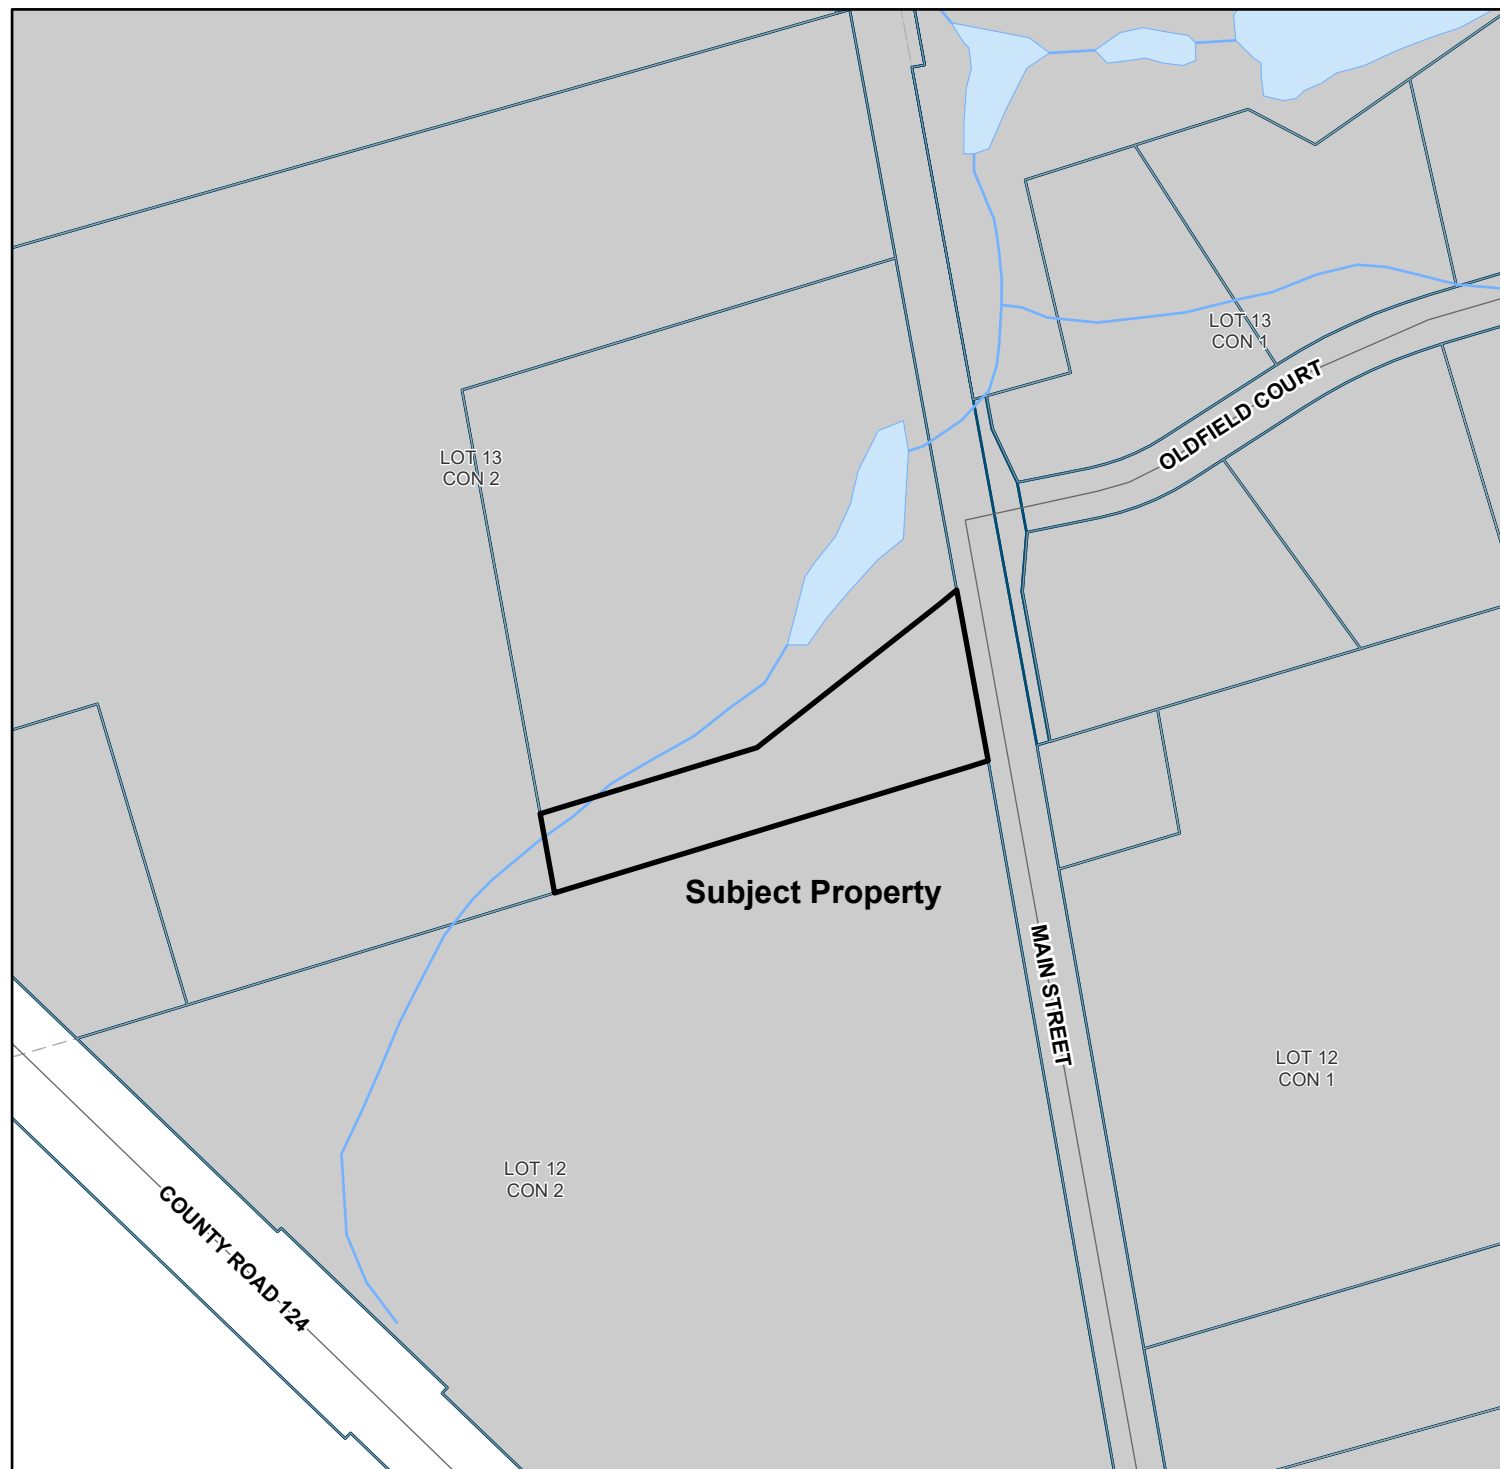 LOT 13
CON 1
OLDFIELD COURT
LOT 13
CON 2
Subject Property
MAIN STREET
LOT 12
CON 1
LOT 12
CON 2
COUNTY ROAD 124